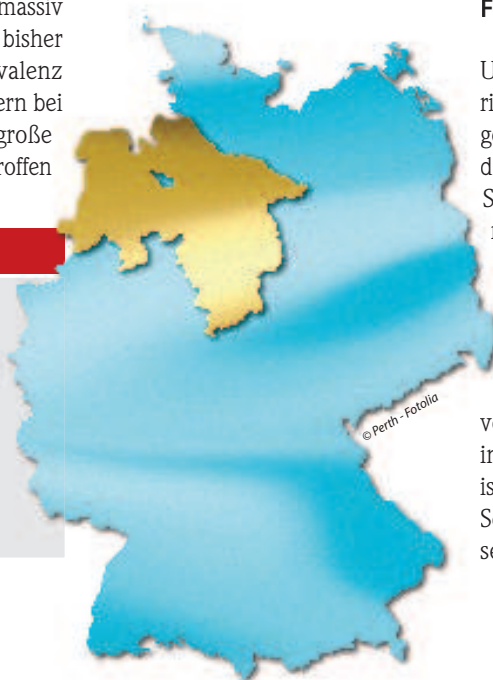 massiv
bisher
valenz
ern bei
große
roffen
F
U
ri
ge
d
S
© Perth - Fotolia
ve
in
is
Se
se